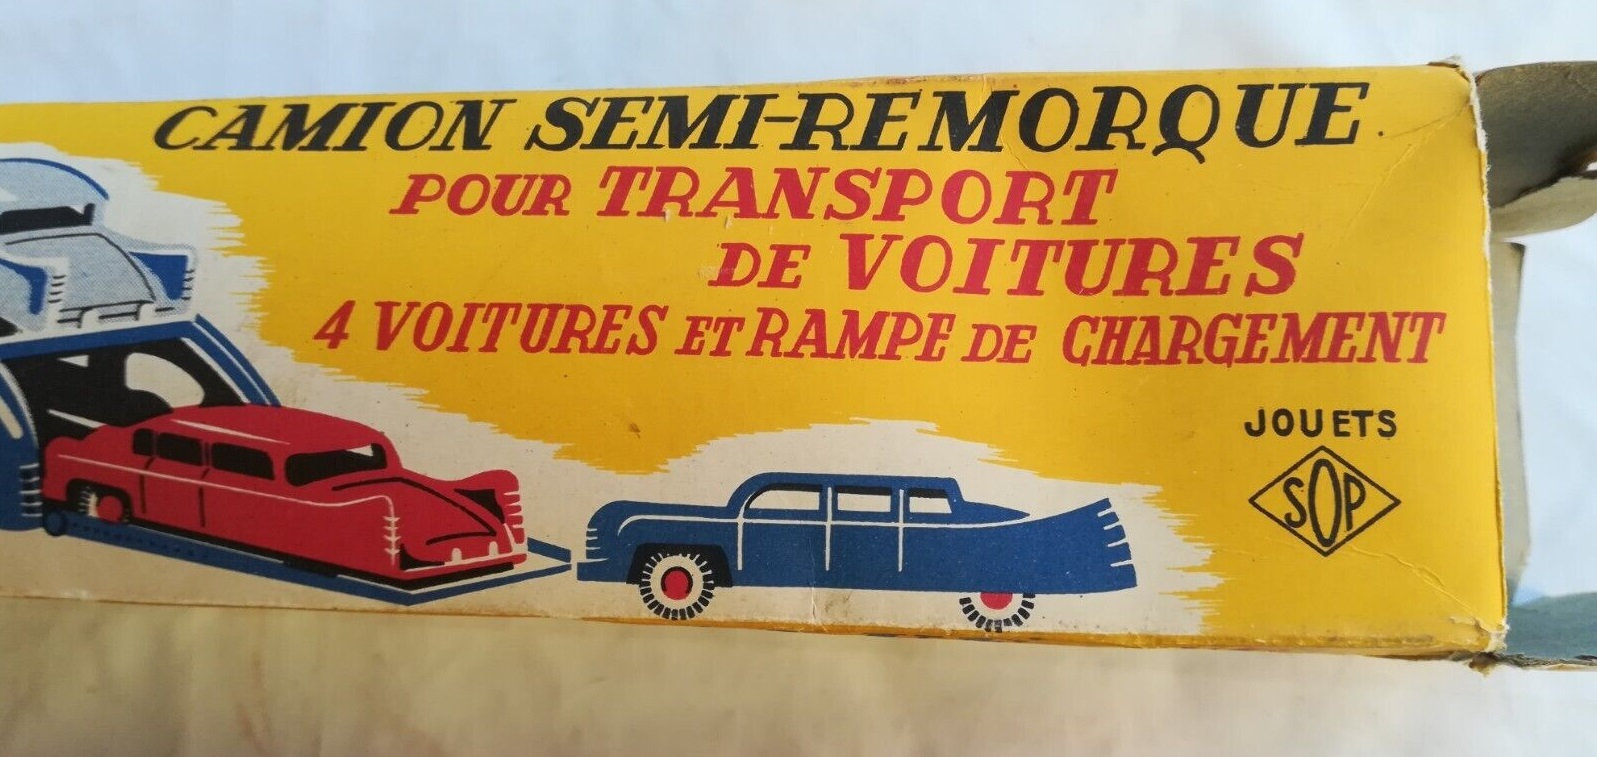 CAMION SEMI-REMORQUE
POUR TRANSPORT
DE VOITURES
4 VOITURES ET RAMPE DE CHARGEMENT
JOUETS
SOP